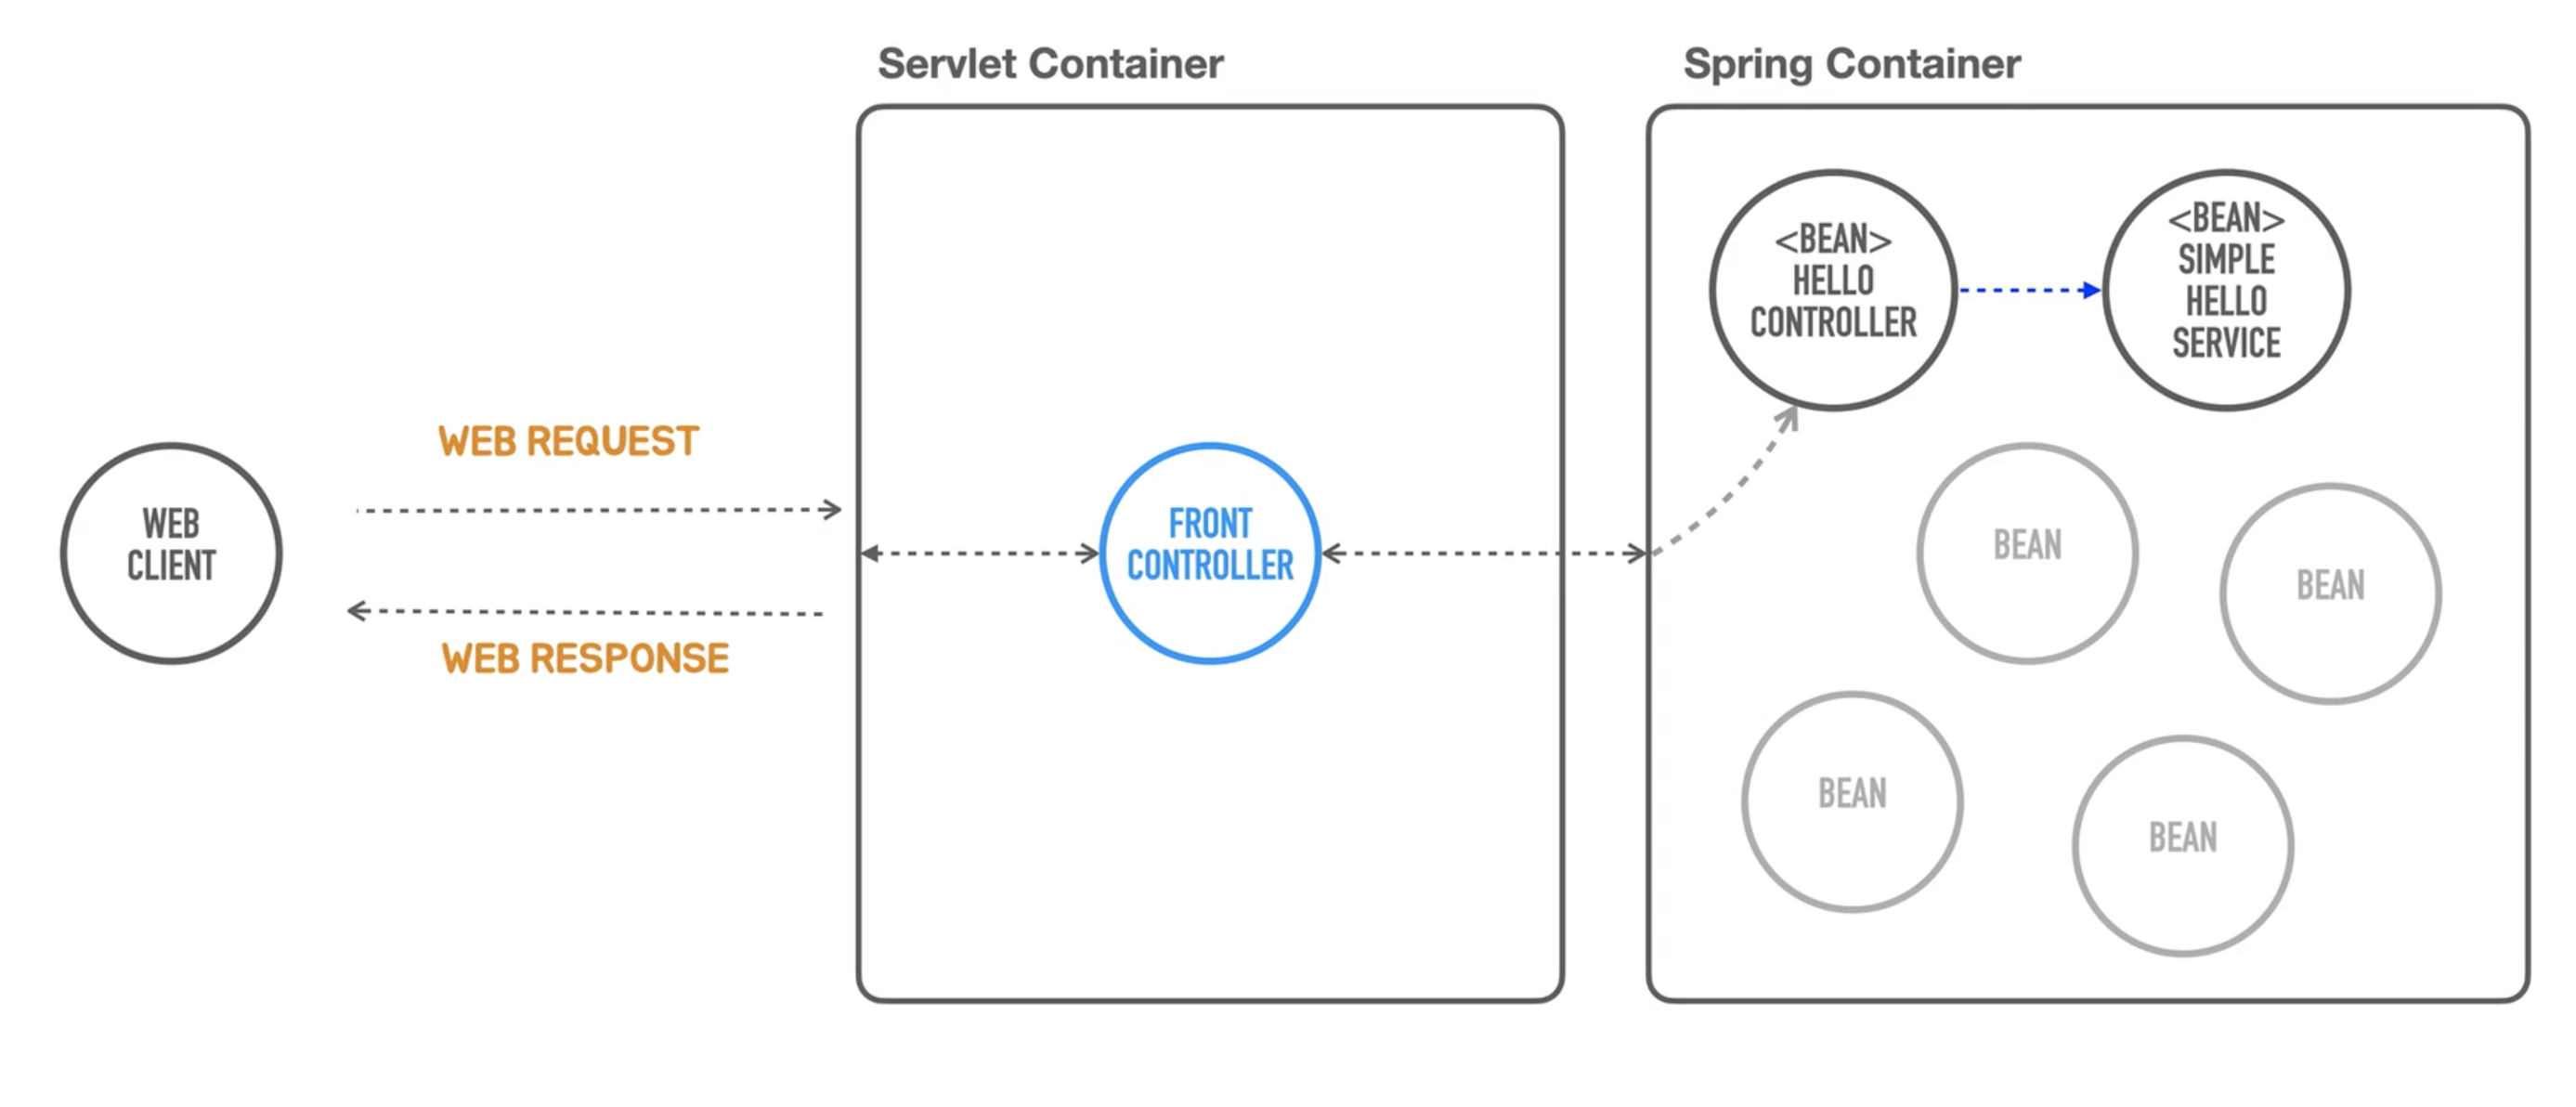 Servlet Container
Spring Container
<BEAN>
HELLO
CONTROLLER
<BEAN>
SIMPLE
HELLO
SERVICE
WEB REQUEST
WEB
CLIENT
FRONT
CONTROLLER
BEAN
BEAN
WEB RESPONSE
BEAN
BEAN